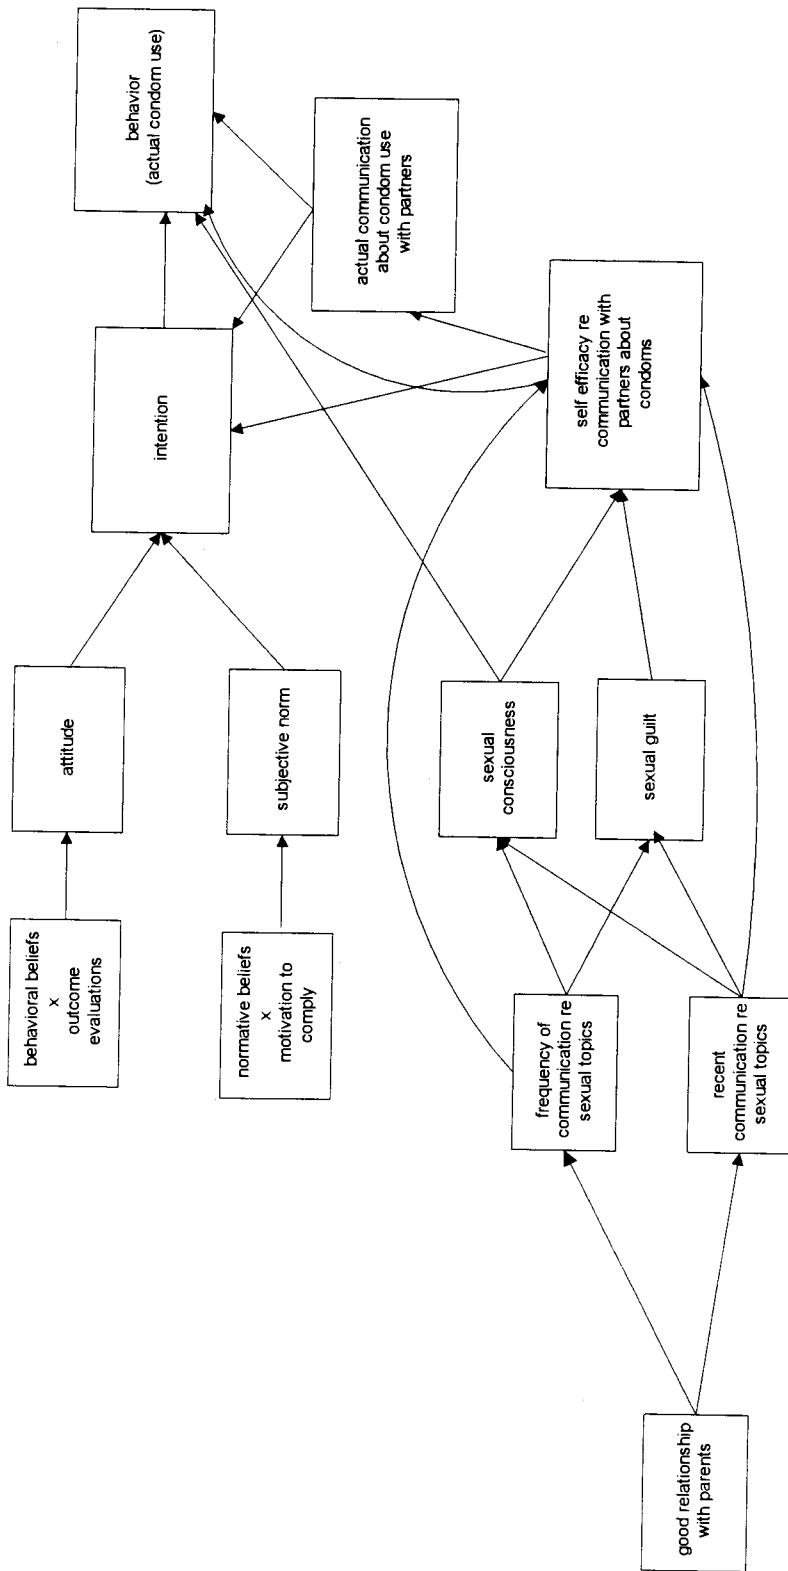 behavioral beliefs
x
outcome
evaluations
attitude
normative beliefs
x
motivation to
comply
subjective norm
intention
behavior
(actual condom use)
actual communication
about condom use
with partners
self efficacy re
communication with
partners about
condoms
sexual
consciousness
sexual guilt
frequency of
communication re
sexual topics
recent
communication re
sexual topics
good relationship
with parents